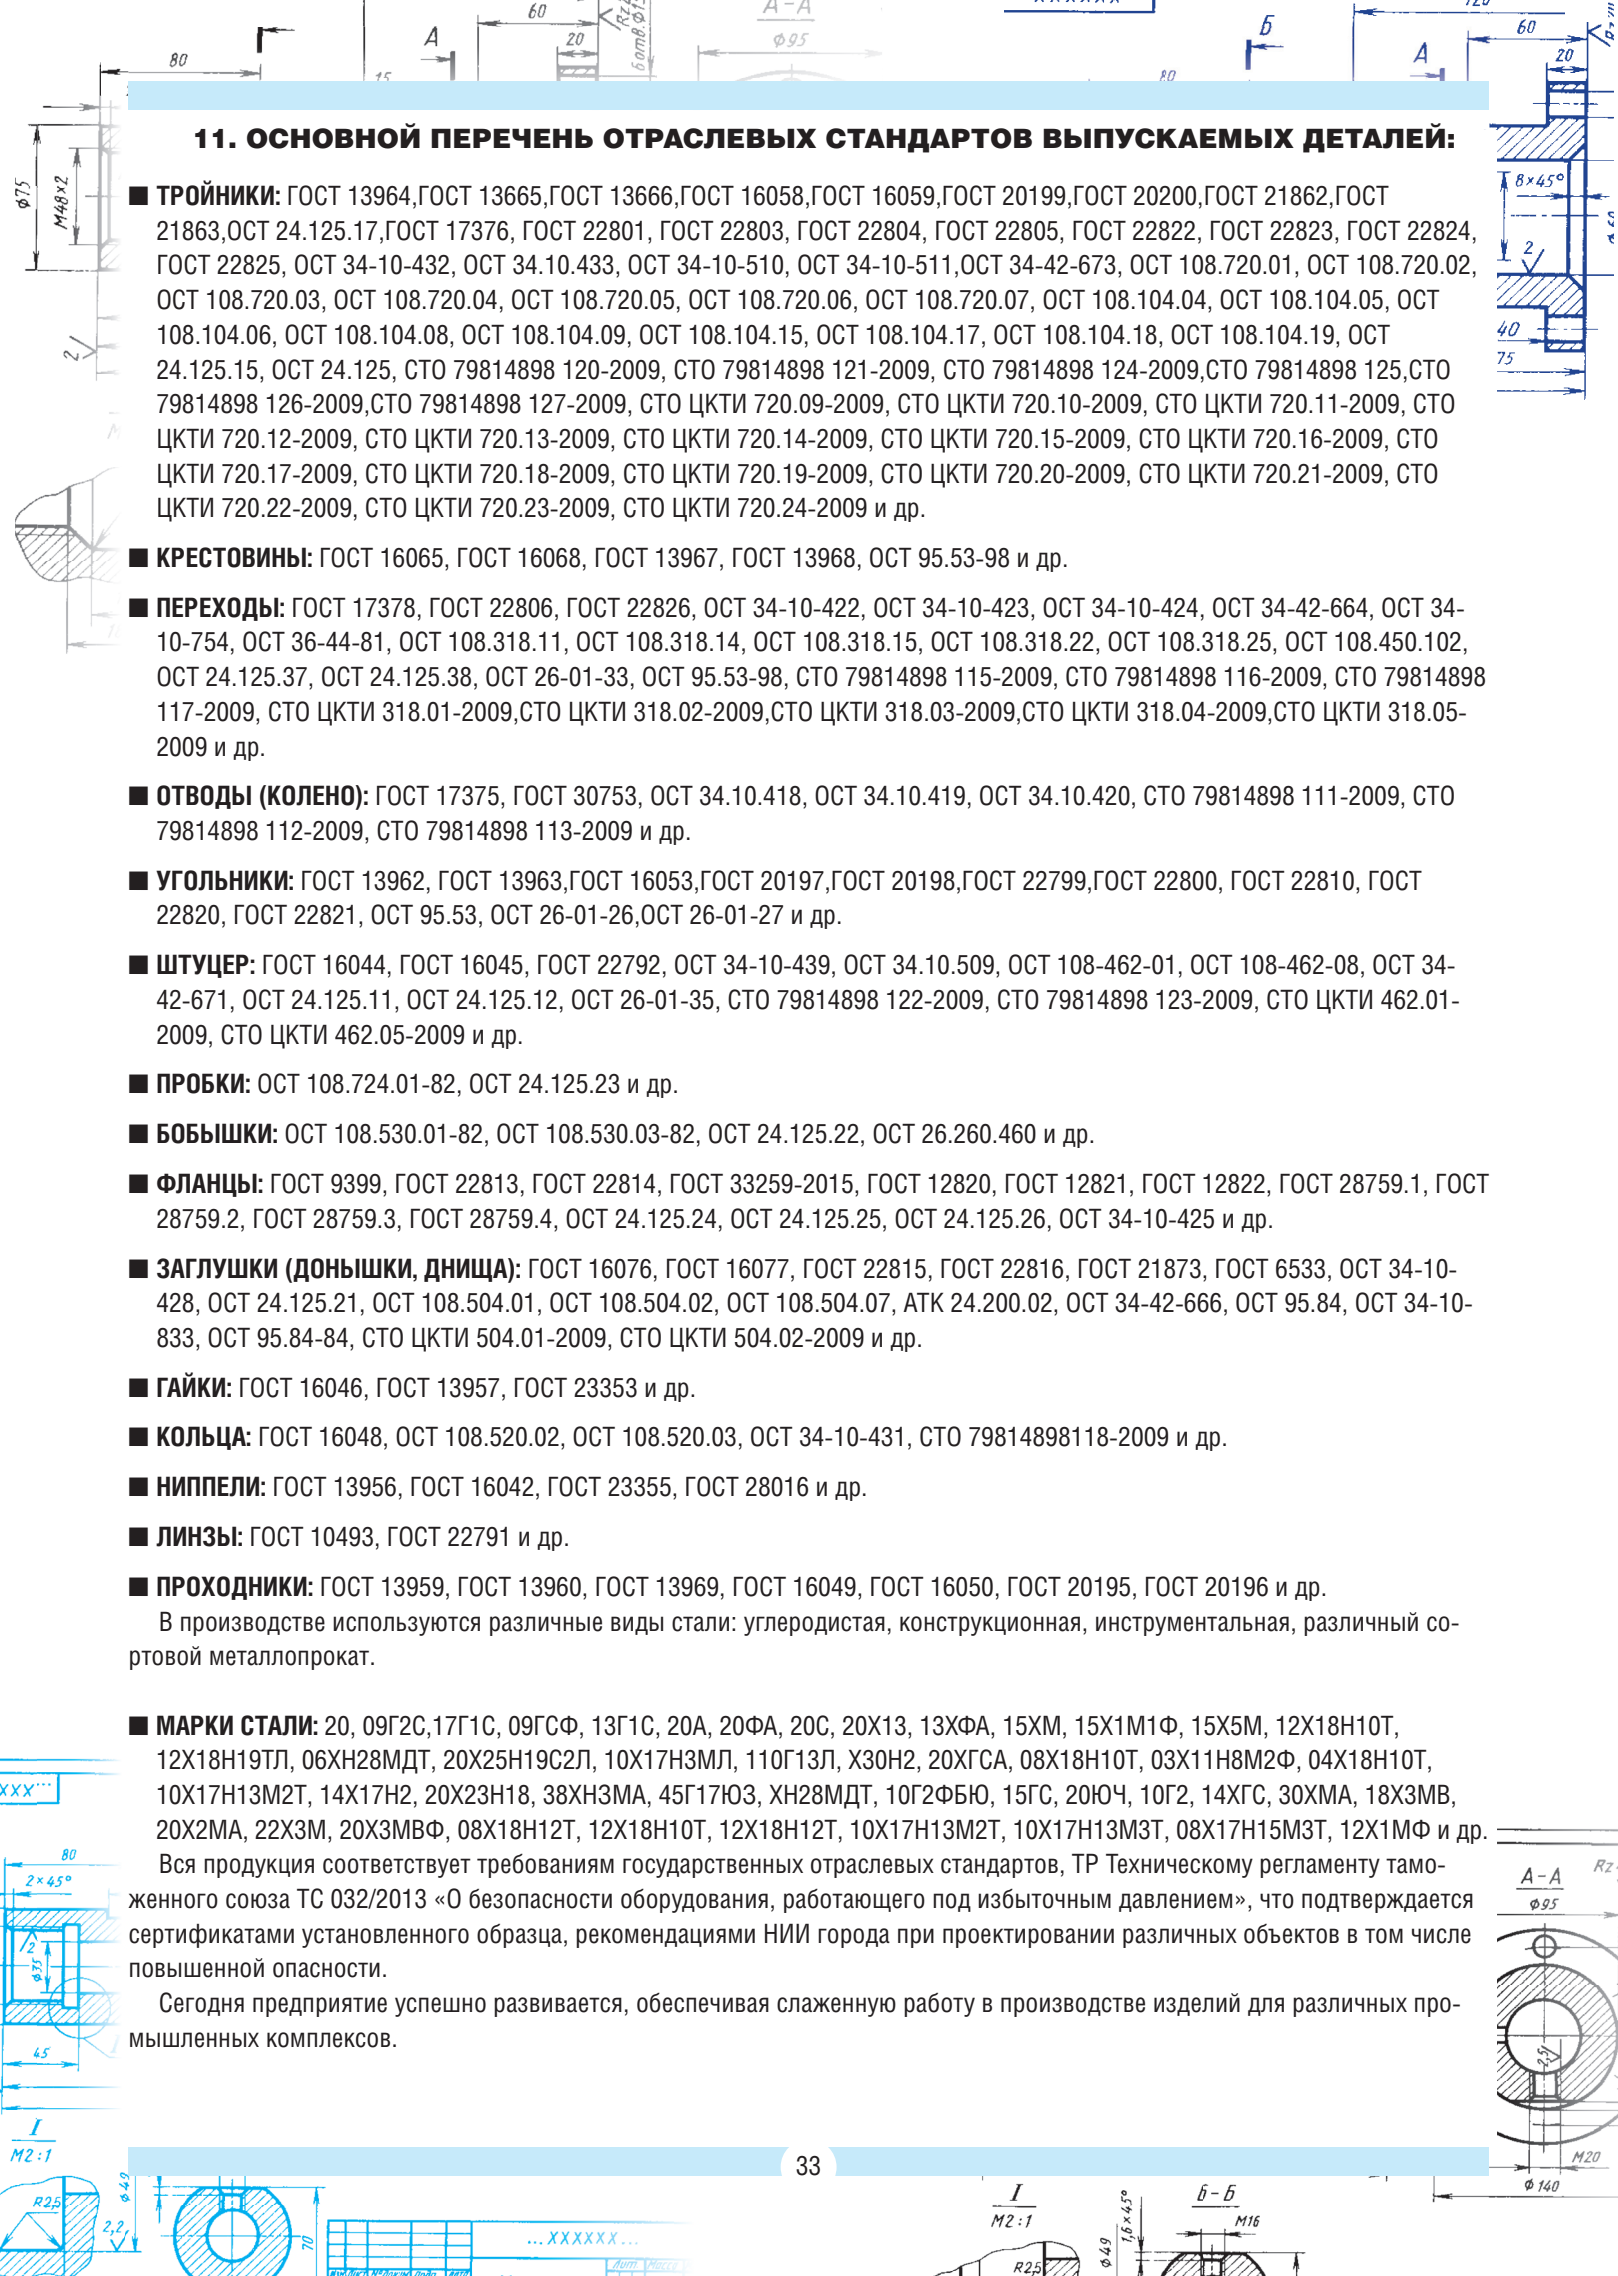 11. ОСНОВНОЙ ПЕРЕЧЕНЬ ОТРАСЛЕВЫХ СТАНДАРТОВ ВЫПУСКАЕМЫХ ДЕТАЛЕЙ:
■ ТРОЙНИКИ: ГОСТ 13964,ГОСТ 13665,ГОСТ 13666,ГОСТ 16058,ГОСТ 16059,ГОСТ 20199,ГОСТ 20200,ГОСТ 21862,ГОСТ
21863,ОСТ 24.125.17,ГОСТ 17376, ГОСТ 22801, ГОСТ 22803, ГОСТ 22804, ГОСТ 22805, ГОСТ 22822, ГОСТ 22823, ГОСТ 22824,
ГОСТ 22825, ОСТ 34-10-432, ОСТ 34.10.433, ОСТ 34-10-510, ОСТ 34-10-511,ОСТ 34-42-673, ОСТ 108.720.01, ОСТ 108.720.02,
ОСТ 108.720.03, ОСТ 108.720.04, ОСТ 108.720.05, ОСТ 108.720.06, ОСТ 108.720.07, ОСТ 108.104.04, ОСТ 108.104.05, ОСТ
108.104.06, ОСТ 108.104.08, ОСТ 108.104.09, ОСТ 108.104.15, ОСТ 108.104.17, ОСТ 108.104.18, ОСТ 108.104.19, ОСТ
24.125.15, ОСТ 24.125, СТО 79814898 120-2009, СТО 79814898 121-2009, СТО 79814898 124-2009,СТО 79814898 125,СТО
79814898 126-2009,СТО 79814898 127-2009, СТО ЦКТИ 720.09-2009, СТО ЦКТИ 720.10-2009, СТО ЦКТИ 720.11-2009, СТО
ЦКТИ 720.12-2009, СТО ЦКТИ 720.13-2009, СТО ЦКТИ 720.14-2009, СТО ЦКТИ 720.15-2009, СТО ЦКТИ 720.16-2009, СТО
ЦКТИ 720.17-2009, СТО ЦКТИ 720.18-2009, СТО ЦКТИ 720.19-2009, СТО ЦКТИ 720.20-2009, СТО ЦКТИ 720.21-2009, СТО
ЦКТИ 720.22-2009, СТО ЦКТИ 720.23-2009, СТО ЦКТИ 720.24-2009 и др.
■ КРЕСТОВИНЫ: ГОСТ 16065, ГОСТ 16068, ГОСТ 13967, ГОСТ 13968, ОСТ 95.53-98 и др.
■ ПЕРЕХОДЫ: ГОСТ 17378, ГОСТ 22806, ГОСТ 22826, ОСТ 34-10-422, ОСТ 34-10-423, ОСТ 34-10-424, ОСТ 34-42-664, ОСТ 34-
10-754, ОСТ 36-44-81, ОСТ 108.318.11, ОСТ 108.318.14, ОСТ 108.318.15, ОСТ 108.318.22, ОСТ 108.318.25, ОСТ 108.450.102,
ОСТ 24.125.37, ОСТ 24.125.38, ОСТ 26-01-33, ОСТ 95.53-98, СТО 79814898 115-2009, СТО 79814898 116-2009, СТО 79814898
117-2009, СТО ЦКТИ 318.01-2009,СТО ЦКТИ 318.02-2009,СТО ЦКТИ 318.03-2009,СТО ЦКТИ 318.04-2009,СТО ЦКТИ 318.05-
2009 и др.
■ ОТВОДЫ (КОЛЕНО): ГОСТ 17375, ГОСТ 30753, ОСТ 34.10.418, ОСТ 34.10.419, ОСТ 34.10.420, СТО 79814898 111-2009, СТО
79814898 112-2009, СТО 79814898 113-2009 и др.
■ УГОЛЬНИКИ: ГОСТ 13962, ГОСТ 13963,ГОСТ 16053,ГОСТ 20197,ГОСТ 20198,ГОСТ 22799,ГОСТ 22800, ГОСТ 22810, ГОСТ
22820, ГОСТ 22821, ОСТ 95.53, ОСТ 26-01-26,ОСТ 26-01-27 и др.
■ ШТУЦЕР: ГОСТ 16044, ГОСТ 16045, ГОСТ 22792, ОСТ 34-10-439, ОСТ 34.10.509, ОСТ 108-462-01, ОСТ 108-462-08, ОСТ 34-
42-671, ОСТ 24.125.11, ОСТ 24.125.12, ОСТ 26-01-35, СТО 79814898 122-2009, СТО 79814898 123-2009, СТО ЦКТИ 462.01-
2009, СТО ЦКТИ 462.05-2009 и др.
■ ПРОБКИ: ОСТ 108.724.01-82, ОСТ 24.125.23 и др.
■ БОБЫШКИ: ОСТ 108.530.01-82, ОСТ 108.530.03-82, ОСТ 24.125.22, ОСТ 26.260.460 и др.
■ ФЛАНЦЫ: ГОСТ 9399, ГОСТ 22813, ГОСТ 22814, ГОСТ 33259-2015, ГОСТ 12820, ГОСТ 12821, ГОСТ 12822, ГОСТ 28759.1, ГОСТ
28759.2, ГОСТ 28759.3, ГОСТ 28759.4, ОСТ 24.125.24, ОСТ 24.125.25, ОСТ 24.125.26, ОСТ 34-10-425 и др.
■ ЗАГЛУШКИ (ДОНЫШКИ, ДНИЩА): ГОСТ 16076, ГОСТ 16077, ГОСТ 22815, ГОСТ 22816, ГОСТ 21873, ГОСТ 6533, ОСТ 34-10-
428, ОСТ 24.125.21, ОСТ 108.504.01, ОСТ 108.504.02, ОСТ 108.504.07, АТК 24.200.02, ОСТ 34-42-666, ОСТ 95.84, ОСТ 34-10-
833, ОСТ 95.84-84, СТО ЦКТИ 504.01-2009, СТО ЦКТИ 504.02-2009 и др.
■ ГАЙКИ: ГОСТ 16046, ГОСТ 13957, ГОСТ 23353 и др.
■ КОЛЬЦА: ГОСТ 16048, ОСТ 108.520.02, ОСТ 108.520.03, ОСТ 34-10-431, СТО 79814898118-2009 и др.
■ НИППЕЛИ: ГОСТ 13956, ГОСТ 16042, ГОСТ 23355, ГОСТ 28016 и др.
■ ЛИНЗЫ: ГОСТ 10493, ГОСТ 22791 и др.
■ ПРОХОДНИКИ: ГОСТ 13959, ГОСТ 13960, ГОСТ 13969, ГОСТ 16049, ГОСТ 16050, ГОСТ 20195, ГОСТ 20196 и др.
В производстве используются различные виды стали: углеродистая, конструкционная, инструментальная, различный со-
ртовой металлопрокат.
■ МАРКИ СТАЛИ: 20, 09Г2С,17Г1С, 09ГСФ, 13Г1С, 20А, 20ФА, 20С, 20Х13, 13ХФА, 15ХМ, 15Х1М1Ф, 15Х5М, 12Х18Н10Т,
12Х18Н19ТЛ, 06ХН28МДТ, 20Х25Н19С2Л, 10Х17Н3МЛ, 110Г13Л, Х30Н2, 20ХГСА, 08Х18Н10Т, 03Х11Н8М2Ф, 04Х18Н10Т,
10Х17Н13М2Т, 14Х17Н2, 20Х23Н18, 38ХНЗМА, 45Г17ЮЗ, ХН28МДТ, 10Г2ФБЮ, 15ГС, 20ЮЧ, 10Г2, 14ХГС, 30ХМА, 18Х3МВ,
20Х2МА, 22Х3М, 20Х3МВФ, 08Х18Н12Т, 12Х18Н10Т, 12Х18Н12Т, 10Х17Н13М2Т, 10Х17Н13М3Т, 08Х17Н15М3Т, 12Х1МФ и др.
Вся продукция соответствует требованиям государственных отраслевых стандартов, ТР Техническому регламенту тамо-
женного союза ТС 032/2013 «О безопасности оборудования, работающего под избыточным давлением», что подтверждается
сертификатами установленного образца, рекомендациями НИИ города при проектировании различных объектов в том числе
повышенной опасности.
Сегодня предприятие успешно развивается, обеспечивая слаженную работу в производстве изделий для различных про-
мышленных комплексов.
33